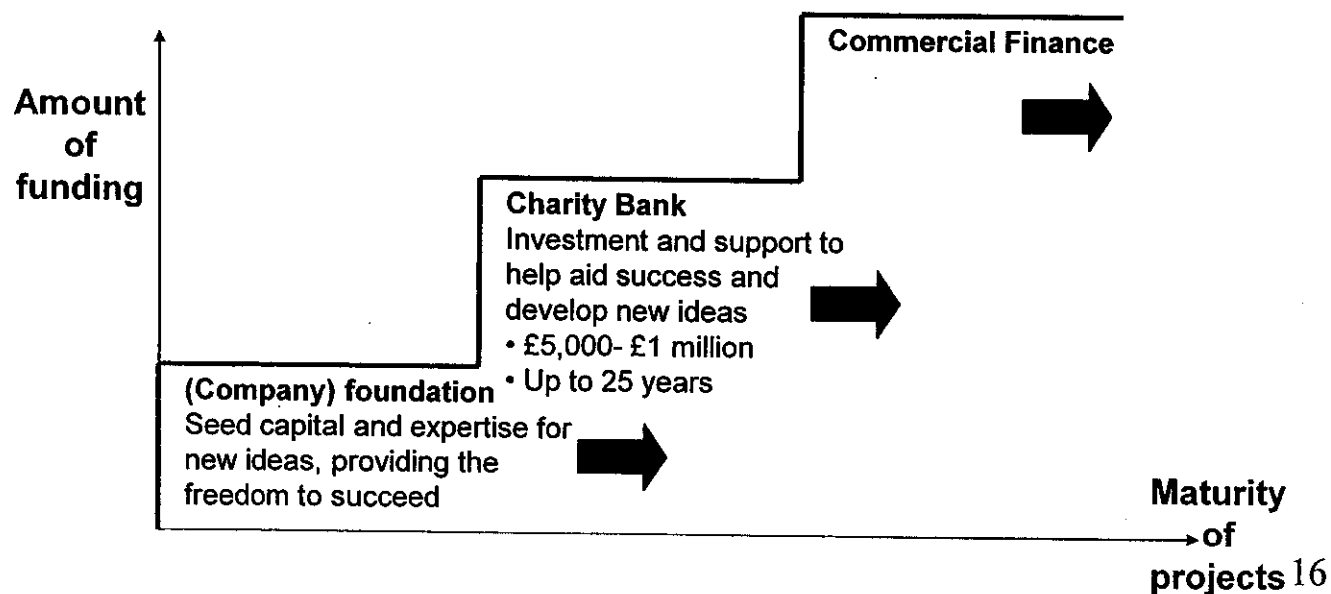 Commercial Finance
Amount
of
funding
Charity Bank
Investment and support to
help aid success and
develop new ideas
• £5,000- £1 million
• Up to 25 years
(Company) foundation
Seed capital and expertise for
new ideas, providing the
freedom to succeed
Maturity
of
projects 16